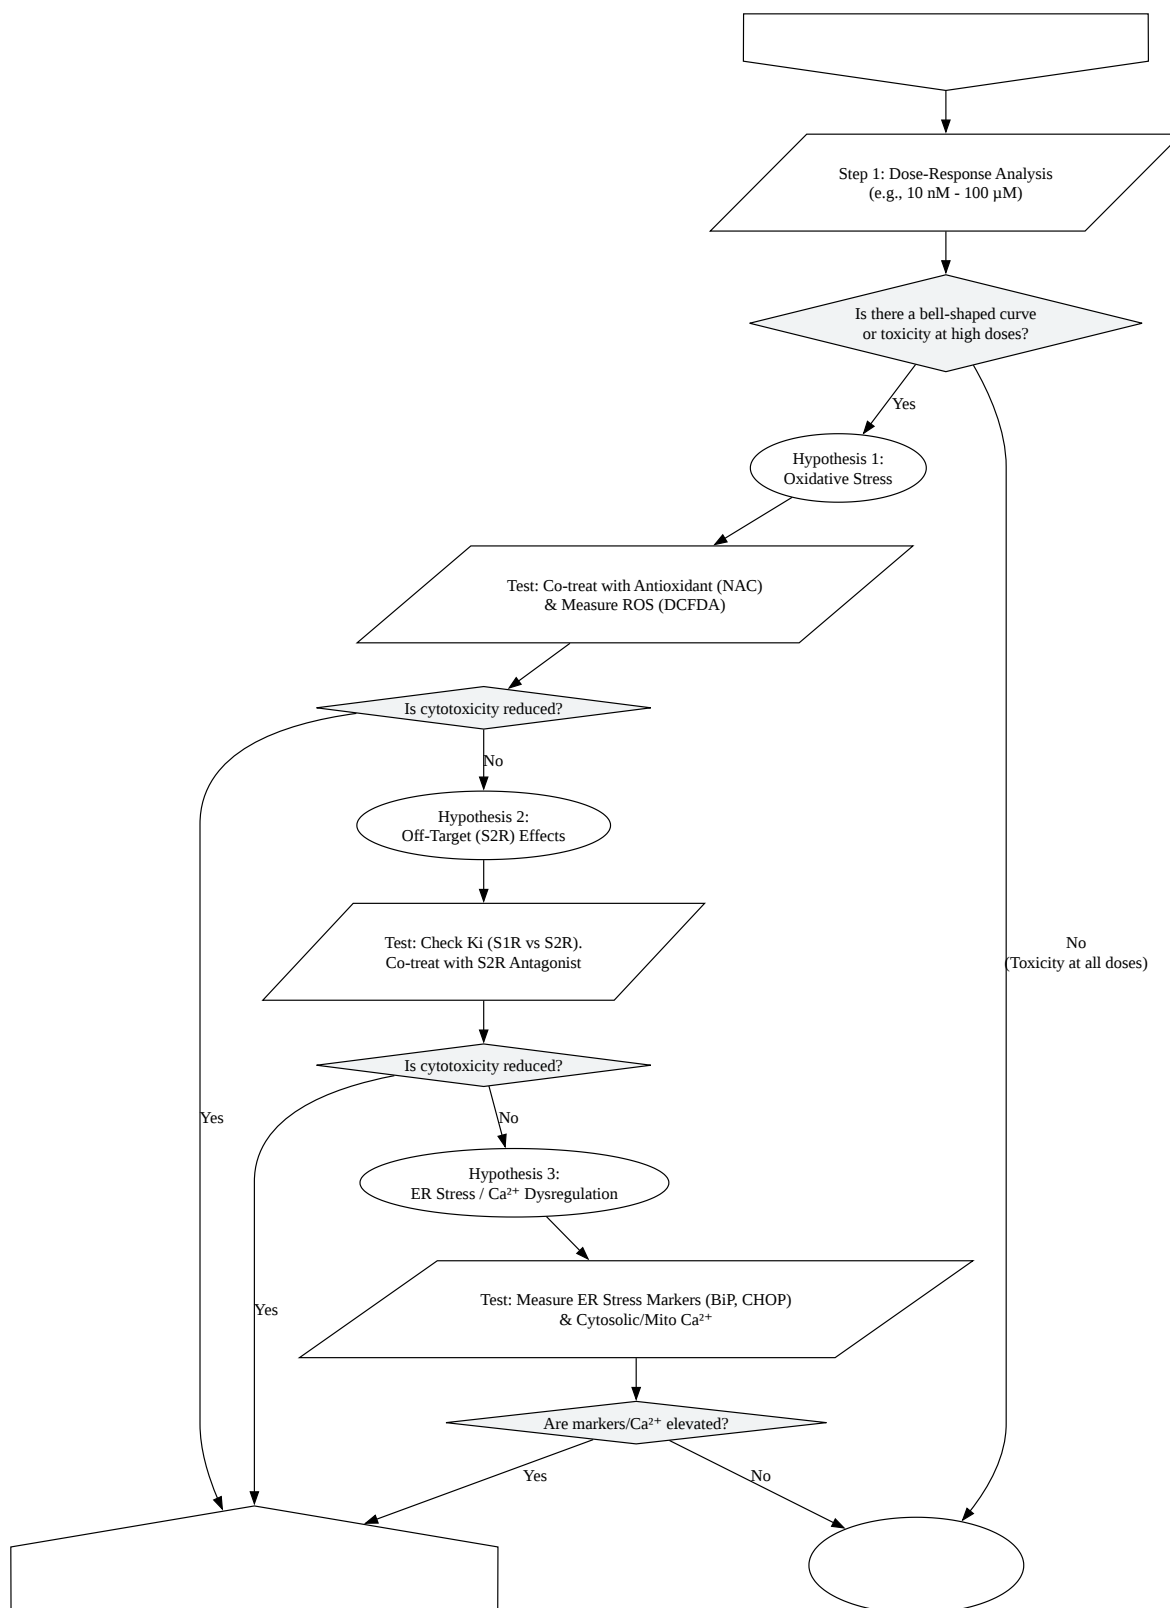 Step 1: Dose-Response Analysis
(e.g., 10 nM - 100 µM)
Is there a bell-shaped curve
or toxicity at high doses?
Yes
Hypothesis 1:
Oxidative Stress
Test: Co-treat with Antioxidant (NAC)
& Measure ROS (DCFDA)
Is cytotoxicity reduced?
No
Hypothesis 2:
Off-Target (S2R) Effects
Test: Check Ki (S1R vs S2R).
Co-treat with S2R Antagonist
No
(Toxicity at all doses)
Is cytotoxicity reduced?
Yes
No
Hypothesis 3:
ER Stress / Ca²⁺ Dysregulation
Yes
Test: Measure ER Stress Markers (BiP, CHOP)
& Cytosolic/Mito Ca²⁺
Are markers/Ca²⁺ elevated?
Yes
No